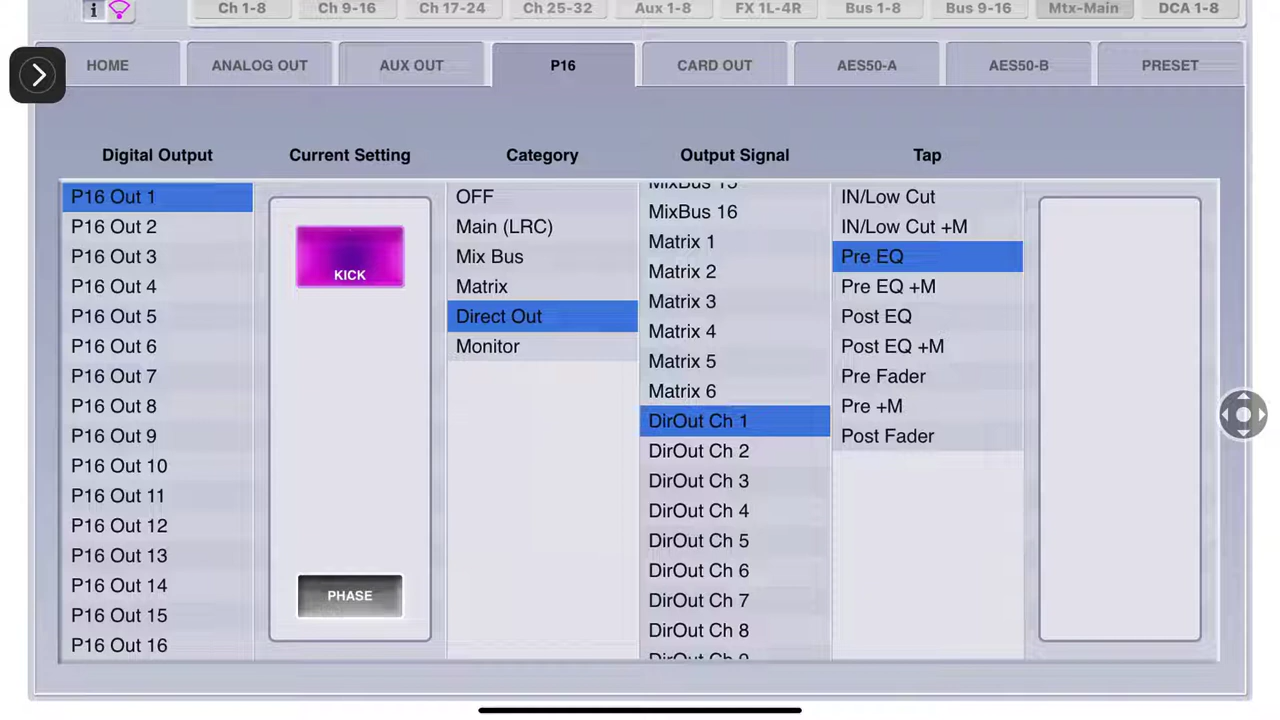 i
Ch 1-8
Ch 9-16
Ch 17-24
Ch 25-32
Aux 1-8
FX 1L-4R
Bus 1-8
Bus 9-16
Mtx-Main
DCA 1-8
HOME
ANALOG OUT
AUX OUT
P16
CARD OUT
AES50-A
AES50-B
PRESET
Digital Output
Current Setting
Category
Output Signal
Tap
P16 Out 1
P16 Out 2
P16 Out 3
P16 Out 4
P16 Out 5
P16 Out 6
P16 Out 7
P16 Out 8
P16 Out 9
P16 Out 10
P16 Out 11
P16 Out 12
P16 Out 13
P16 Out 14
P16 Out 15
P16 Out 16
KICK
PHASE
OFF
Main (LRC)
Mix Bus
Matrix
Direct Out
Monitor
MixBus 15
MixBus 16
Matrix 1
Matrix 2
Matrix 3
Matrix 4
Matrix 5
Matrix 6
DirOut Ch 1
DirOut Ch 2
DirOut Ch 3
DirOut Ch 4
DirOut Ch 5
DirOut Ch 6
DirOut Ch 7
DirOut Ch 8
DirOut Ch 9
IN/Low Cut
IN/Low Cut +M
Pre EQ
Pre EQ +M
Post EQ
Post EQ +M
Pre Fader
Pre +M
Post Fader